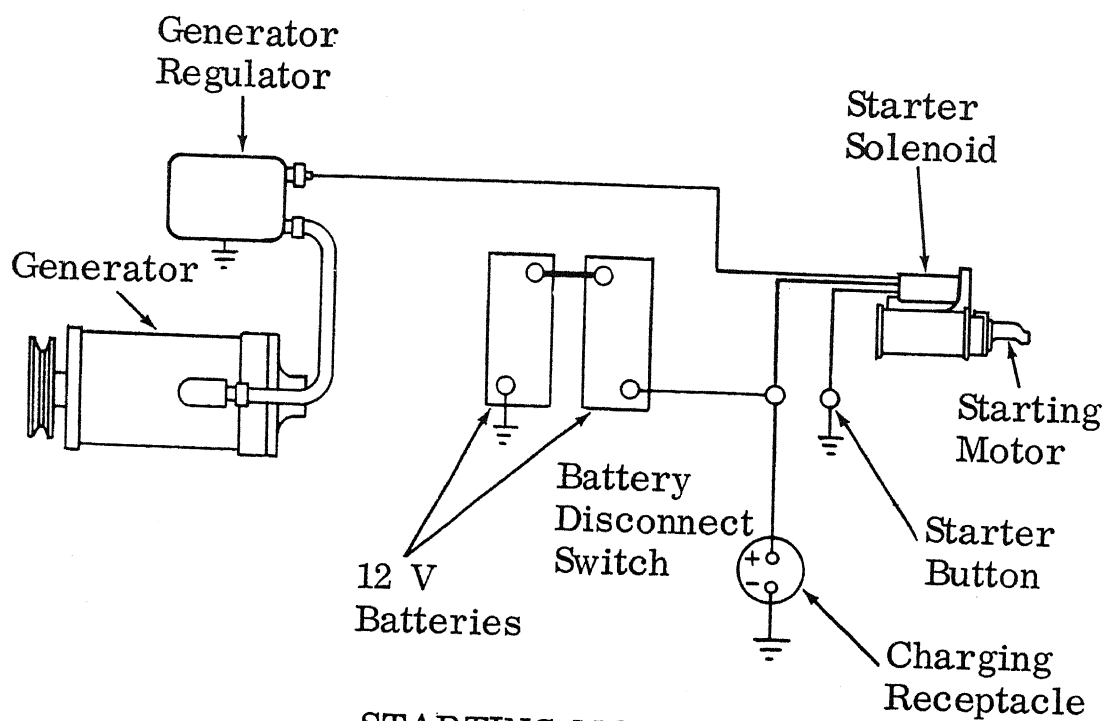 Generator
Regulator
Starter
Solenoid
Generator
Starting
Motor
Battery
Disconnect
Switch
12 V
Batteries
Starter
Button
+
-
Charging
Receptacle